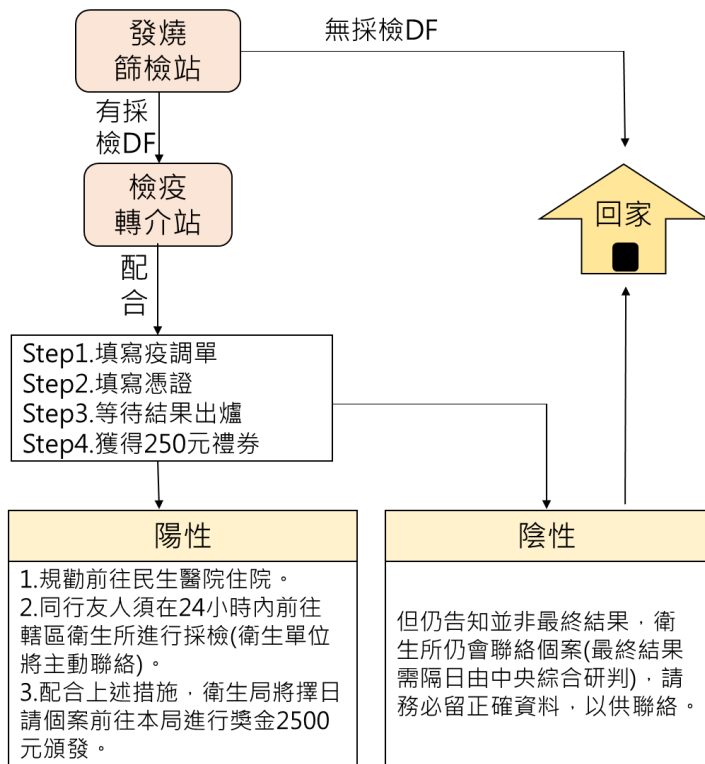 發燒
篩檢站
無採檢DF
有採
檢DF
檢疫
轉介站
回家
配
合
Step1.填寫疫調單
Step2.填寫憑證
Step3.等待結果出爐
Step4.獲得250元禮券
陽性
1.規勸前往民生醫院住院。
2.同行友人須在24小時內前往
轄區衛生所進行採檢(衛生單位
將主動聯絡)。
3.配合上述措施，衛生局將擇日
請個案前往本局進行獎金2500
元頒發。
陰性
但仍告知並非最終結果，衛
生所仍會聯絡個案(最終結果
需隔日由中央綜合研判)，請
務必留正確資料，以供聯絡。